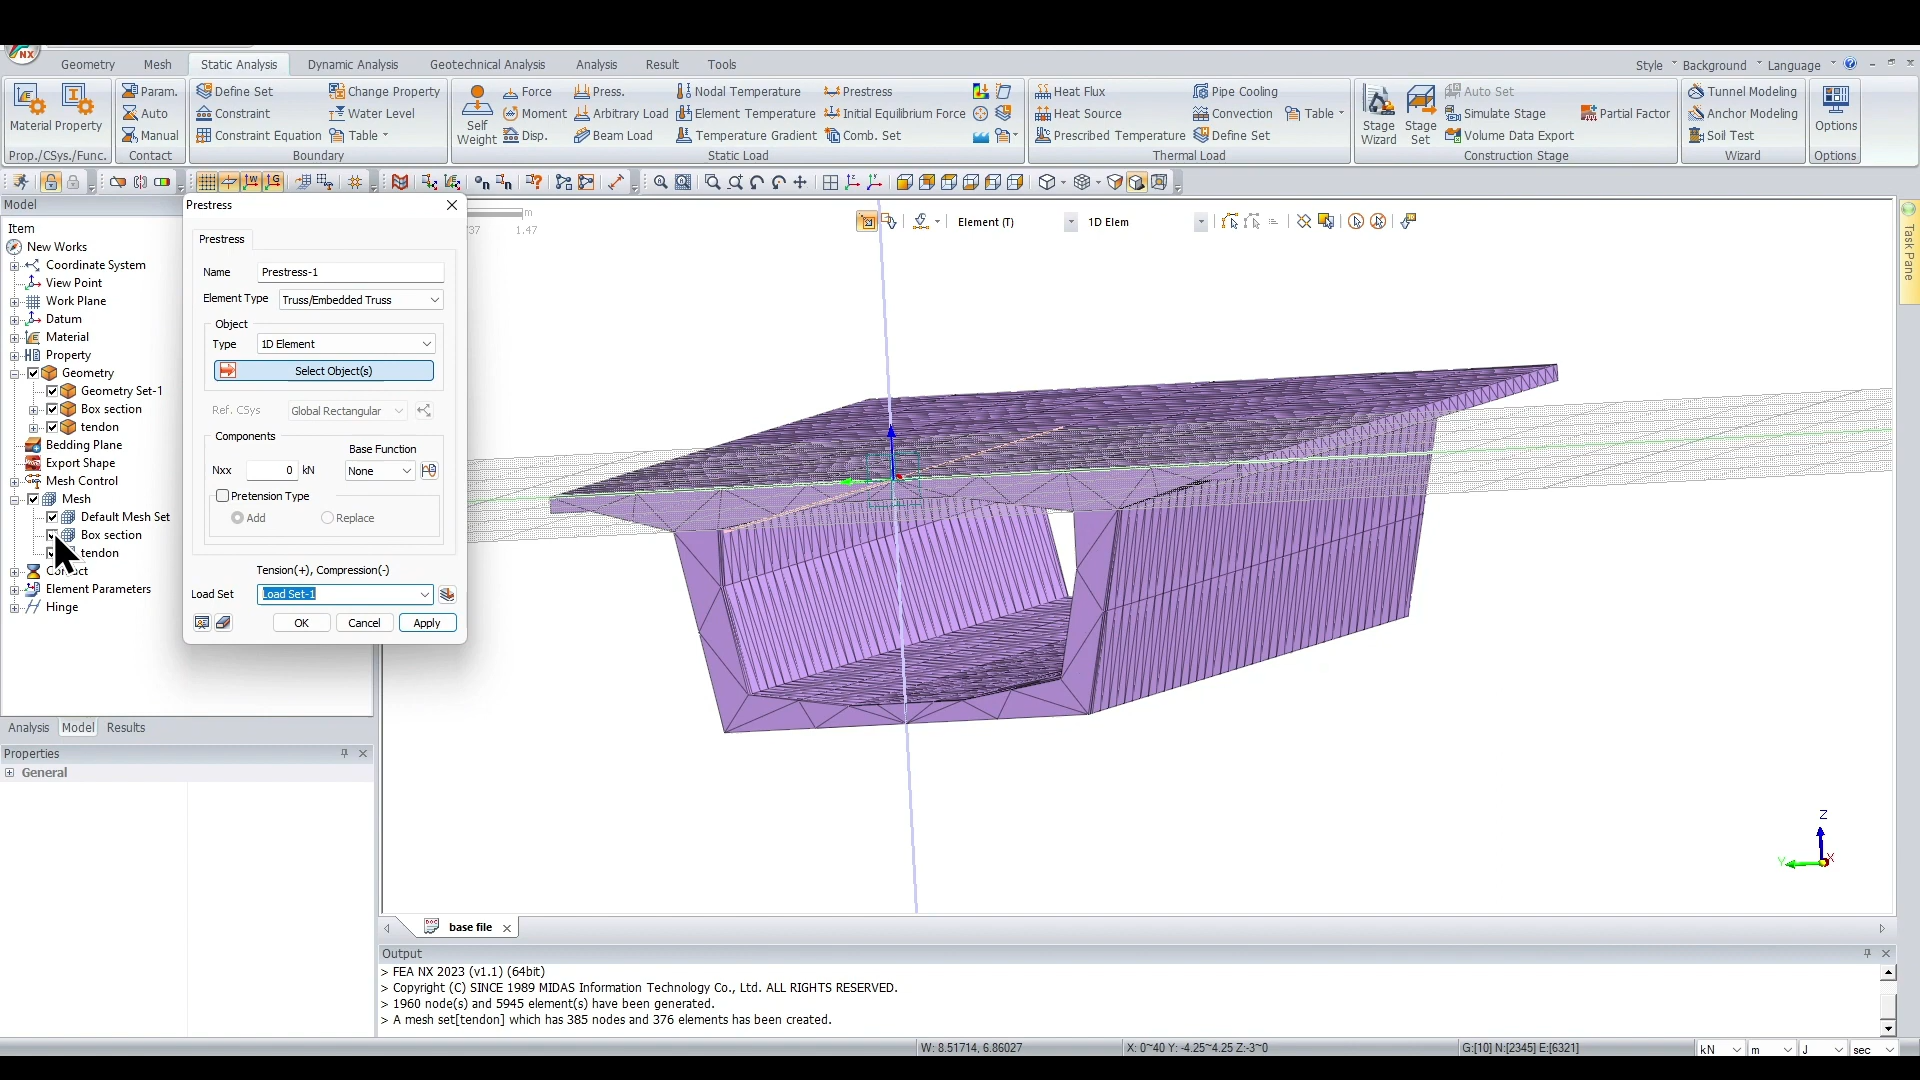 NX
Geometry Mesh Static Analysis Dynamic Analysis Geotechnical Analysis Analysis Result Tools
Style Background Language
Material Property
Prop./CSys./Func.
Param.
Auto
Manual
Contact
Define Set Change Property
Constraint Water Level
Constraint Equation Table
Boundary
Self
Weight
Force Press. Nodal Temperature Prestress
Moment Arbitrary Load Element Temperature Initial Equilibrium Force
Disp. Beam Load Temperature Gradient Comb. Set
Static Load
Heat Flux Pipe Cooling
Heat Source Convection Table
Prescribed Temperature Define Set
Thermal Load
Stage
Wizard
Stage
Set
Auto Set
Simulate Stage Partial Factor
Volume Data Export
Construction Stage
Tunnel Modeling
Anchor Modeling
Soil Test
Wizard
Options
Options
Model
Item
New Works
Coordinate System
View Point
Work Plane
Datum
Material
Property
Geometry
Geometry Set-1
Box section
tendon
Bedding Plane
Export Shape
Mesh Control
Mesh
Default Mesh Set
Box section
tendon
Element Parameters
Hinge
Prestress
Prestress
Name Prestress-1
Element Type Truss/Embedded Truss
Object
Type 1D Element
Select Object(s)
Ref. CSys Global Rectangular
Components
Base Function
Nxx 0 kN None
Pretension Type
Add Replace
Tension(+), Compression(-)
Load Set Load Set-1
OK Cancel Apply
m
37 1.47
Element (T) 1D Elem
Task Pane
Z
Y
X
Analysis Model Results
Properties
General
base file
Output
> FEA NX 2023 (v1.1) (64bit)
> Copyright (C) SINCE 1989 MIDAS Information Technology Co., Ltd. ALL RIGHTS RESERVED.
> 1960 node(s) and 5945 element(s) have been generated.
> A mesh set[tendon] which has 385 nodes and 376 elements has been created.
W: 8.51714, 6.86027 X: 0~40 Y: -4.25~4.25 Z:-3~0 G:[10] N:[2345] E:[6321] kN m J sec